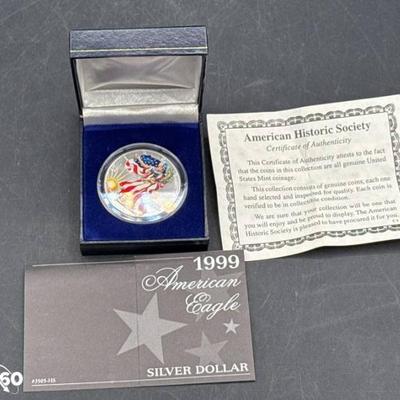 American Historic Society
Certificate of Authenticity
This Certificate of Authenticity attests to the fact
that the coins in this collection are all genuine United
States Mint coinage.
This collection consists of genuine coins, each one
hand selected and inspected for quality. Each coin is
verified to be in collectible condition.
We are sure that your collection will be one that
you will enjoy and be proud to display. The American
Historic Society is pleased to have procured it for you.
1999
American
Eagle
SILVER DOLLAR
#3505-HS
60